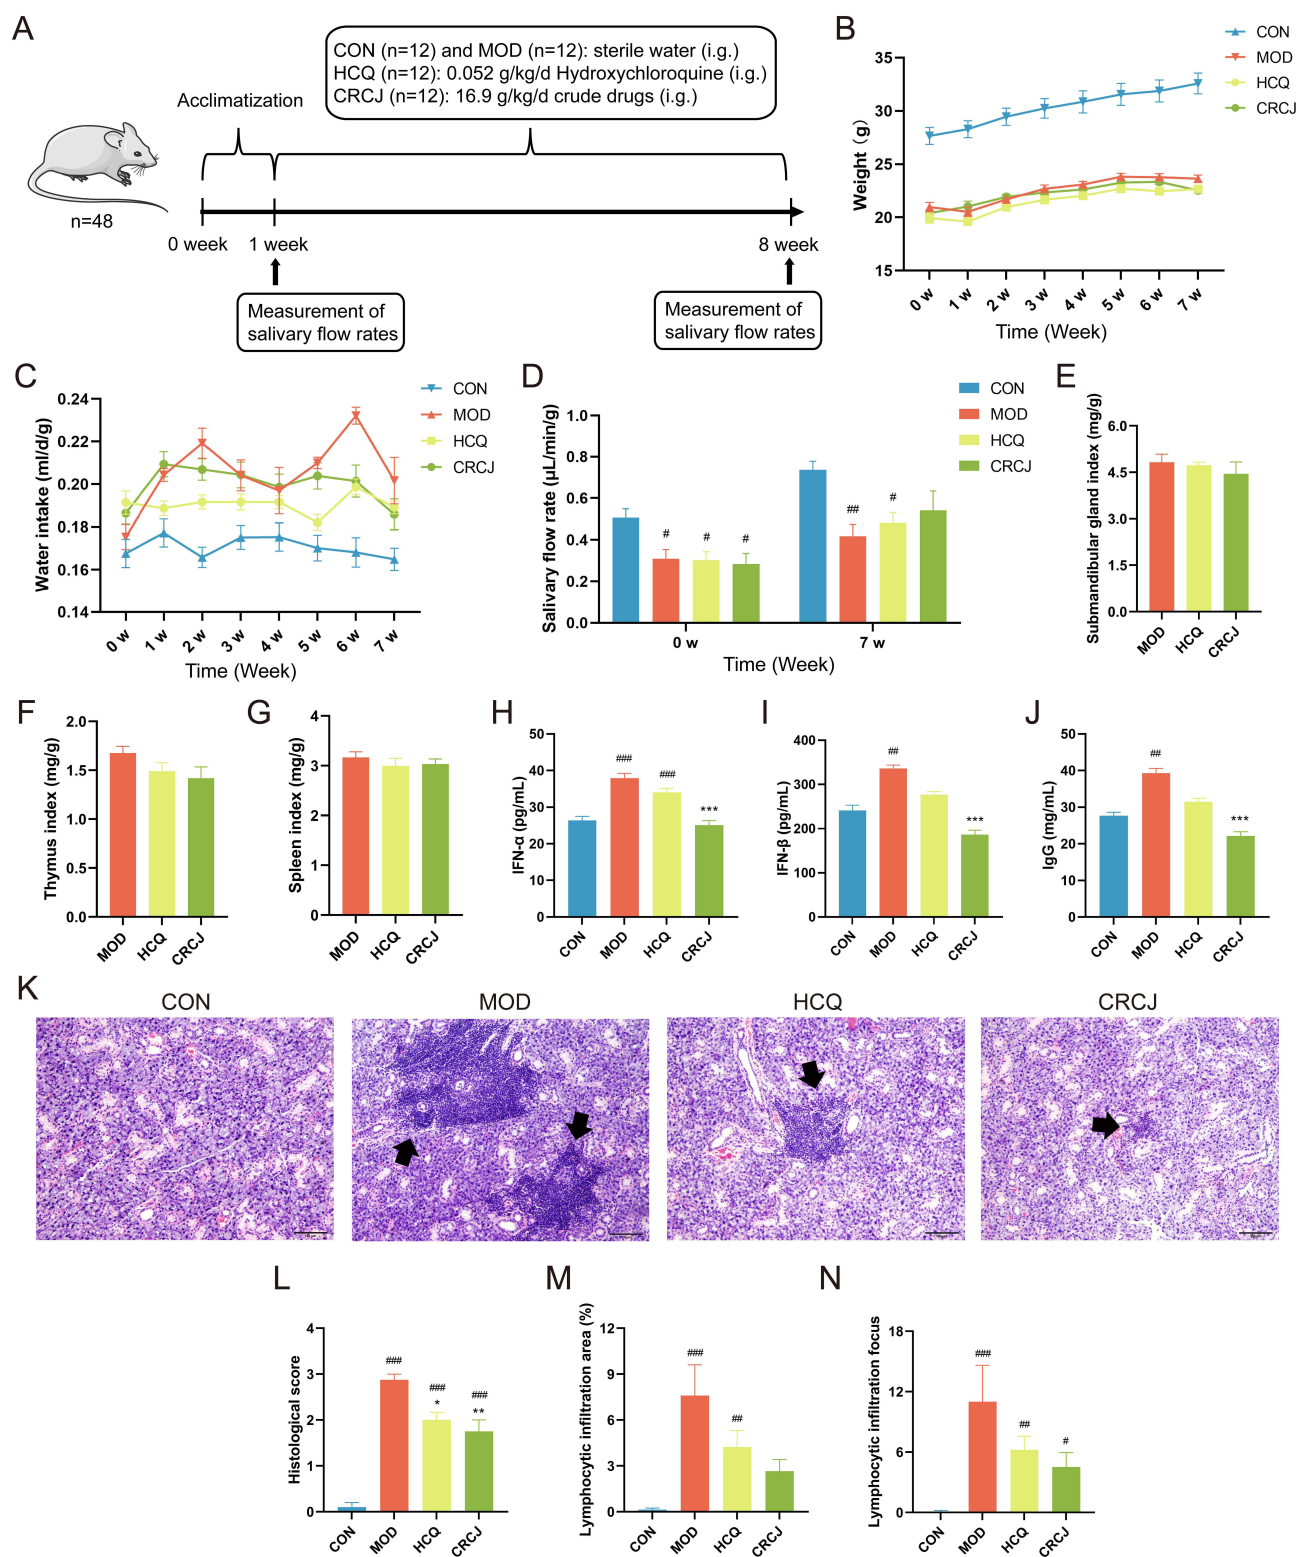 A
CON (n=12) and MOD (n=12): sterile water (i.g.)
HCQ (n=12): 0.052 g/kg/d Hydroxychloroquine (i.g.)
CRCJ (n=12): 16.9 g/kg/d crude drugs (i.g.)
Acclimatization
n=48
0 week
1 week
8 week
Measurement of
salivary flow rates
Measurement of
salivary flow rates
B
CON
MOD
HCQ
CRCJ
Weight (g)
35
30
25
20
15
0 w
1 w
2 w
3 w
4 w
5 w
6 w
7 w
Time (Week)
C
CON
MOD
HCQ
CRCJ
Water intake (ml/d/g)
0.24
0.22
0.20
0.18
0.16
0.14
0 w
1 w
2 w
3 w
4 w
5 w
6 w
7 w
Time (Week)
D
CON
MOD
HCQ
CRCJ
Salivary flow rate (μL/min/g)
1.0
0.8
0.6
0.4
0.2
0.0
#
#
#
##
#
0 w
7 w
Time (Week)
E
Submandibular gland index (mg/g)
6.0
4.5
3.0
1.5
0.0
MOD
HCQ
CRCJ
F
Thymus index (mg/g)
2.0
1.5
1.0
0.5
0.0
MOD
HCQ
CRCJ
G
Spleen index (mg/g)
4
3
2
1
0
MOD
HCQ
CRCJ
H
IFN-α (pg/mL)
50
40
30
20
10
0
###
###
***
CON
MOD
HCQ
CRCJ
I
IFN-β (pg/mL)
400
300
200
100
0
##
***
CON
MOD
HCQ
CRCJ
J
IgG (mg/mL)
50
40
30
20
10
0
##
***
CON
MOD
HCQ
CRCJ
K
CON
MOD
HCQ
CRCJ
L
Histological score
4
3
2
1
0
###
###
*
###
**
CON
MOD
HCQ
CRCJ
M
Lymphocytic infiltration area (%)
12
9
6
3
0
###
##
CON
MOD
HCQ
CRCJ
N
Lymphocytic infiltration focus
18
12
6
0
###
##
#
CON
MOD
HCQ
CRCJ